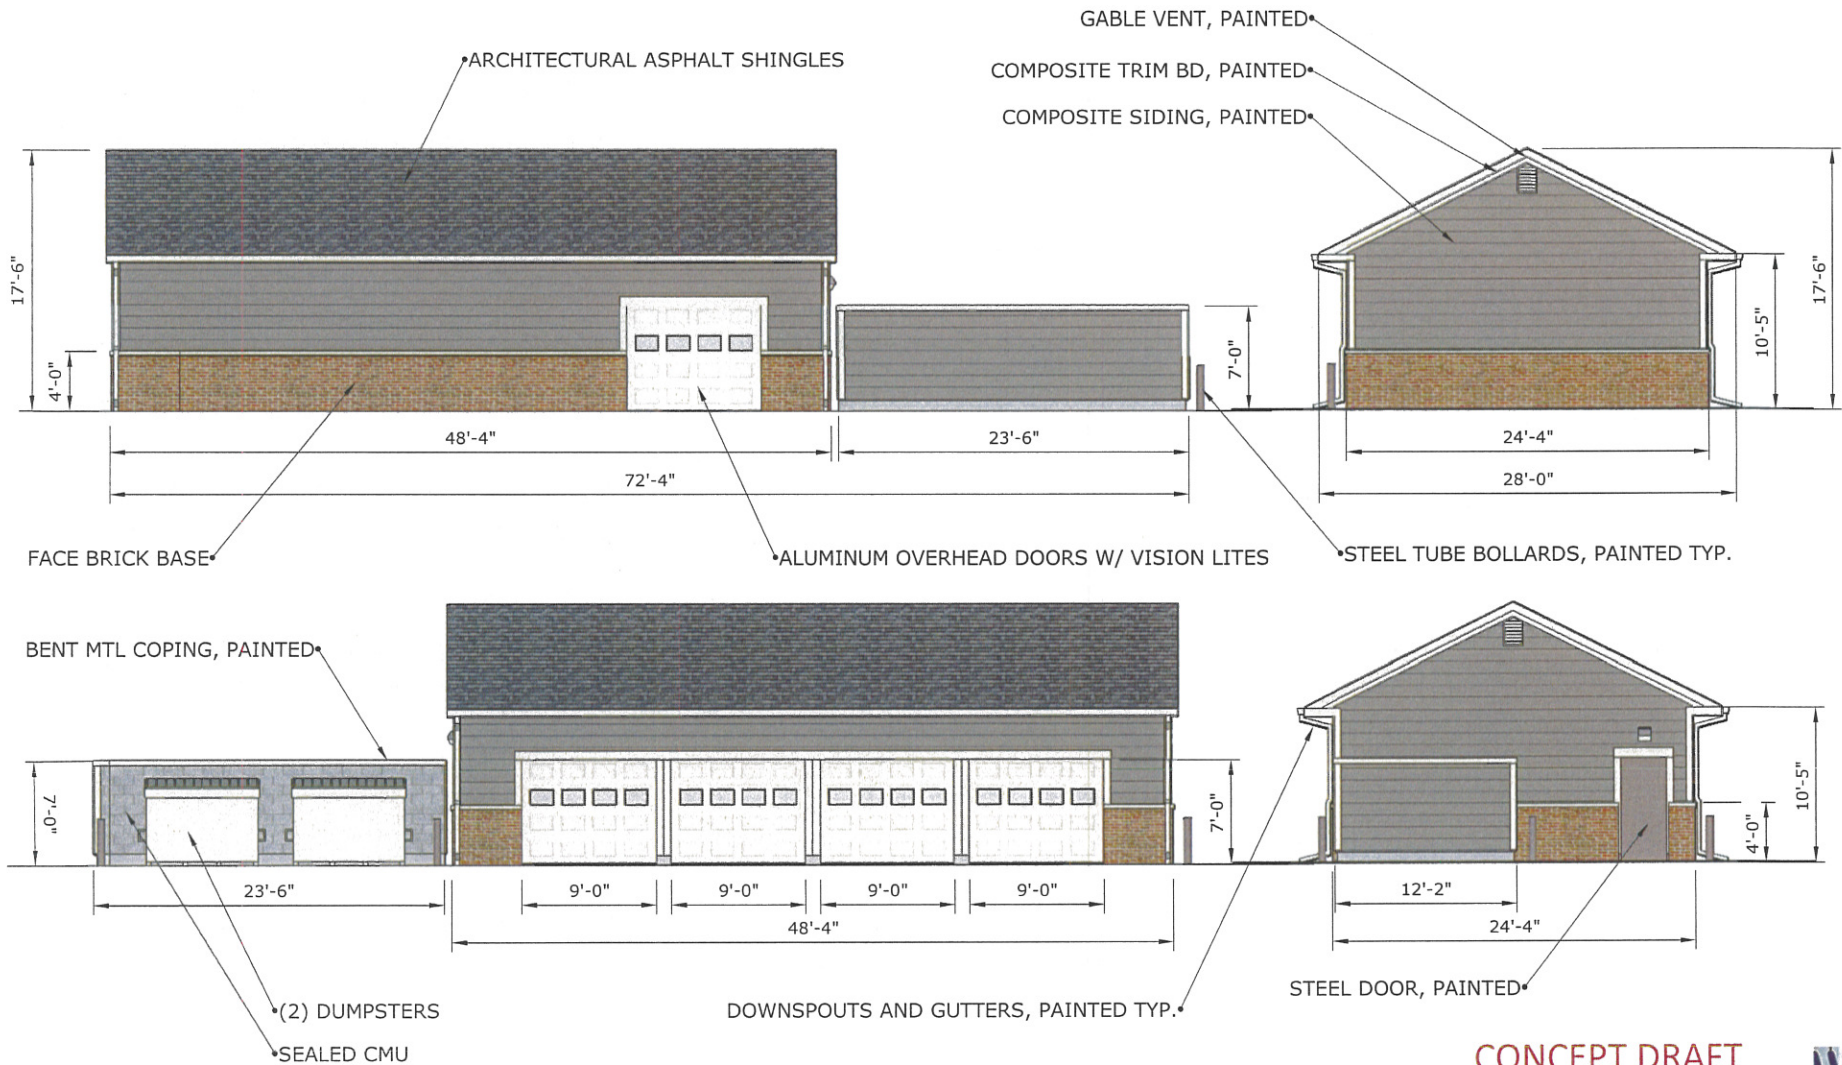 GABLE VENT, PAINTED
ARCHITECTURAL ASPHALT SHINGLES
COMPOSITE TRIM BD, PAINTED
COMPOSITE SIDING, PAINTED
17'-6"
4'-0"
7'-0"
10'-5"
17'-6"
48'-4"
23'-6"
24'-4"
72'-4"
28'-0"
FACE BRICK BASE
ALUMINUM OVERHEAD DOORS W/ VISION LITES
STEEL TUBE BOLLARDS, PAINTED TYP.
BENT MTL COPING, PAINTED
7'-0"
7'-0"
4'-0"
10'-5"
23'-6"
9'-0"
9'-0"
9'-0"
9'-0"
12'-2"
48'-4"
24'-4"
STEEL DOOR, PAINTED
(2) DUMPSTERS
DOWNSPOUTS AND GUTTERS, PAINTED TYP.
SEALED CMU
CONCEPT DRAFT